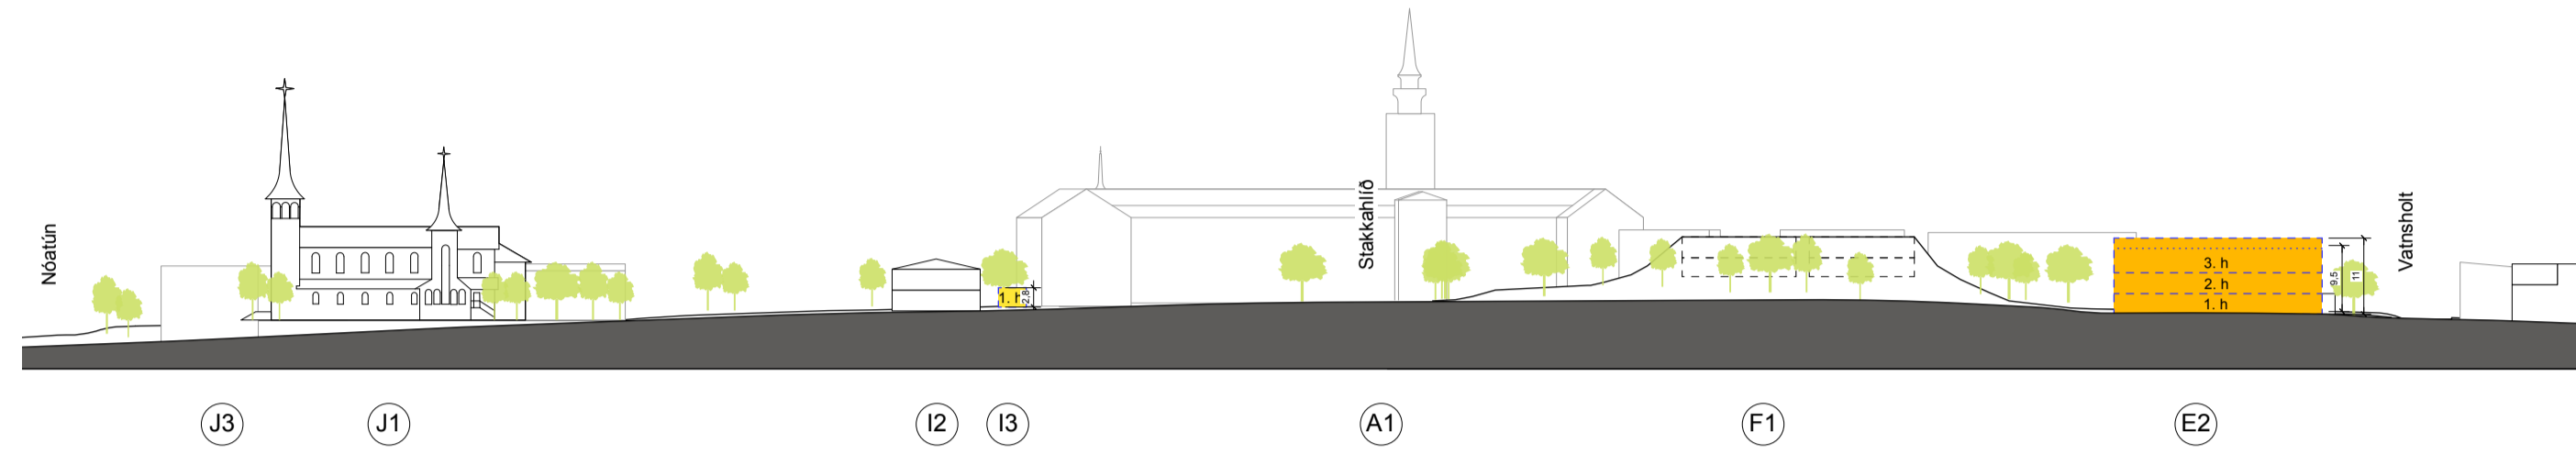 Nóatún
Stakkahlíð
Vatnsholt
1. h
2,8
3. h
2. h
1. h
9,5
11
J3
J1
I2
I3
A1
F1
E2